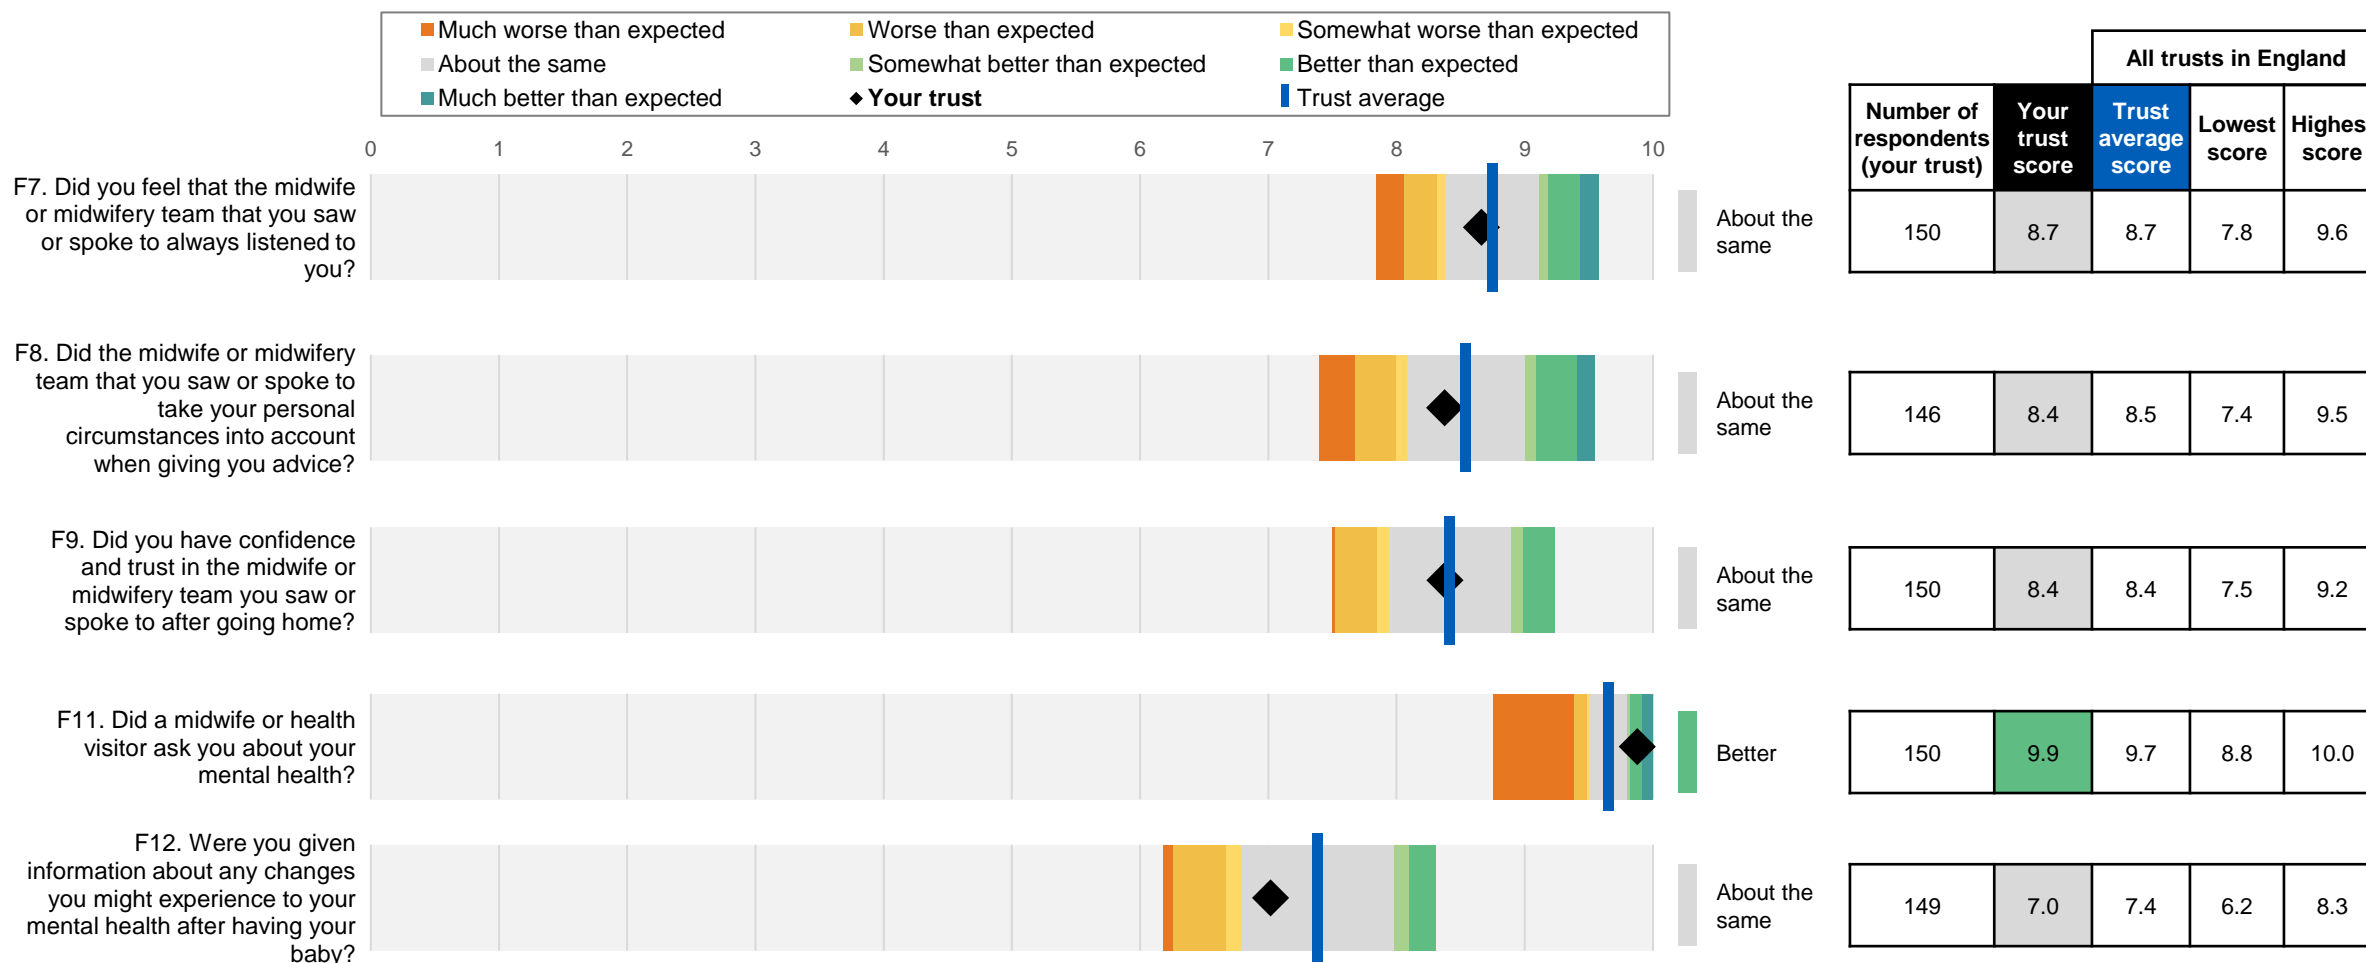 Much worse than expected
Worse than expected
Somewhat worse than expected
About the same
Somewhat better than expected
Better than expected
Much better than expected
Your trust
Trust average
All trusts in England
Number of respondents (your trust)
Your trust score
Trust average score
Lowest score
Highes score
0 1 2 3 4 5 6 7 8 9 10
F7. Did you feel that the midwife
or midwifery team that you saw
or spoke to always listened to
you?
About the
same
150 8.7 8.7 7.8 9.6
F8. Did the midwife or midwifery
team that you saw or spoke to
take your personal
circumstances into account
when giving you advice?
About the
same
146 8.4 8.5 7.4 9.5
F9. Did you have confidence
and trust in the midwife or
midwifery team you saw or
spoke to after going home?
About the
same
150 8.4 8.4 7.5 9.2
F11. Did a midwife or health
visitor ask you about your
mental health?
Better
150 9.9 9.7 8.8 10.0
F12. Were you given
information about any changes
you might experience to your
mental health after having your
baby?
About the
same
149 7.0 7.4 6.2 8.3